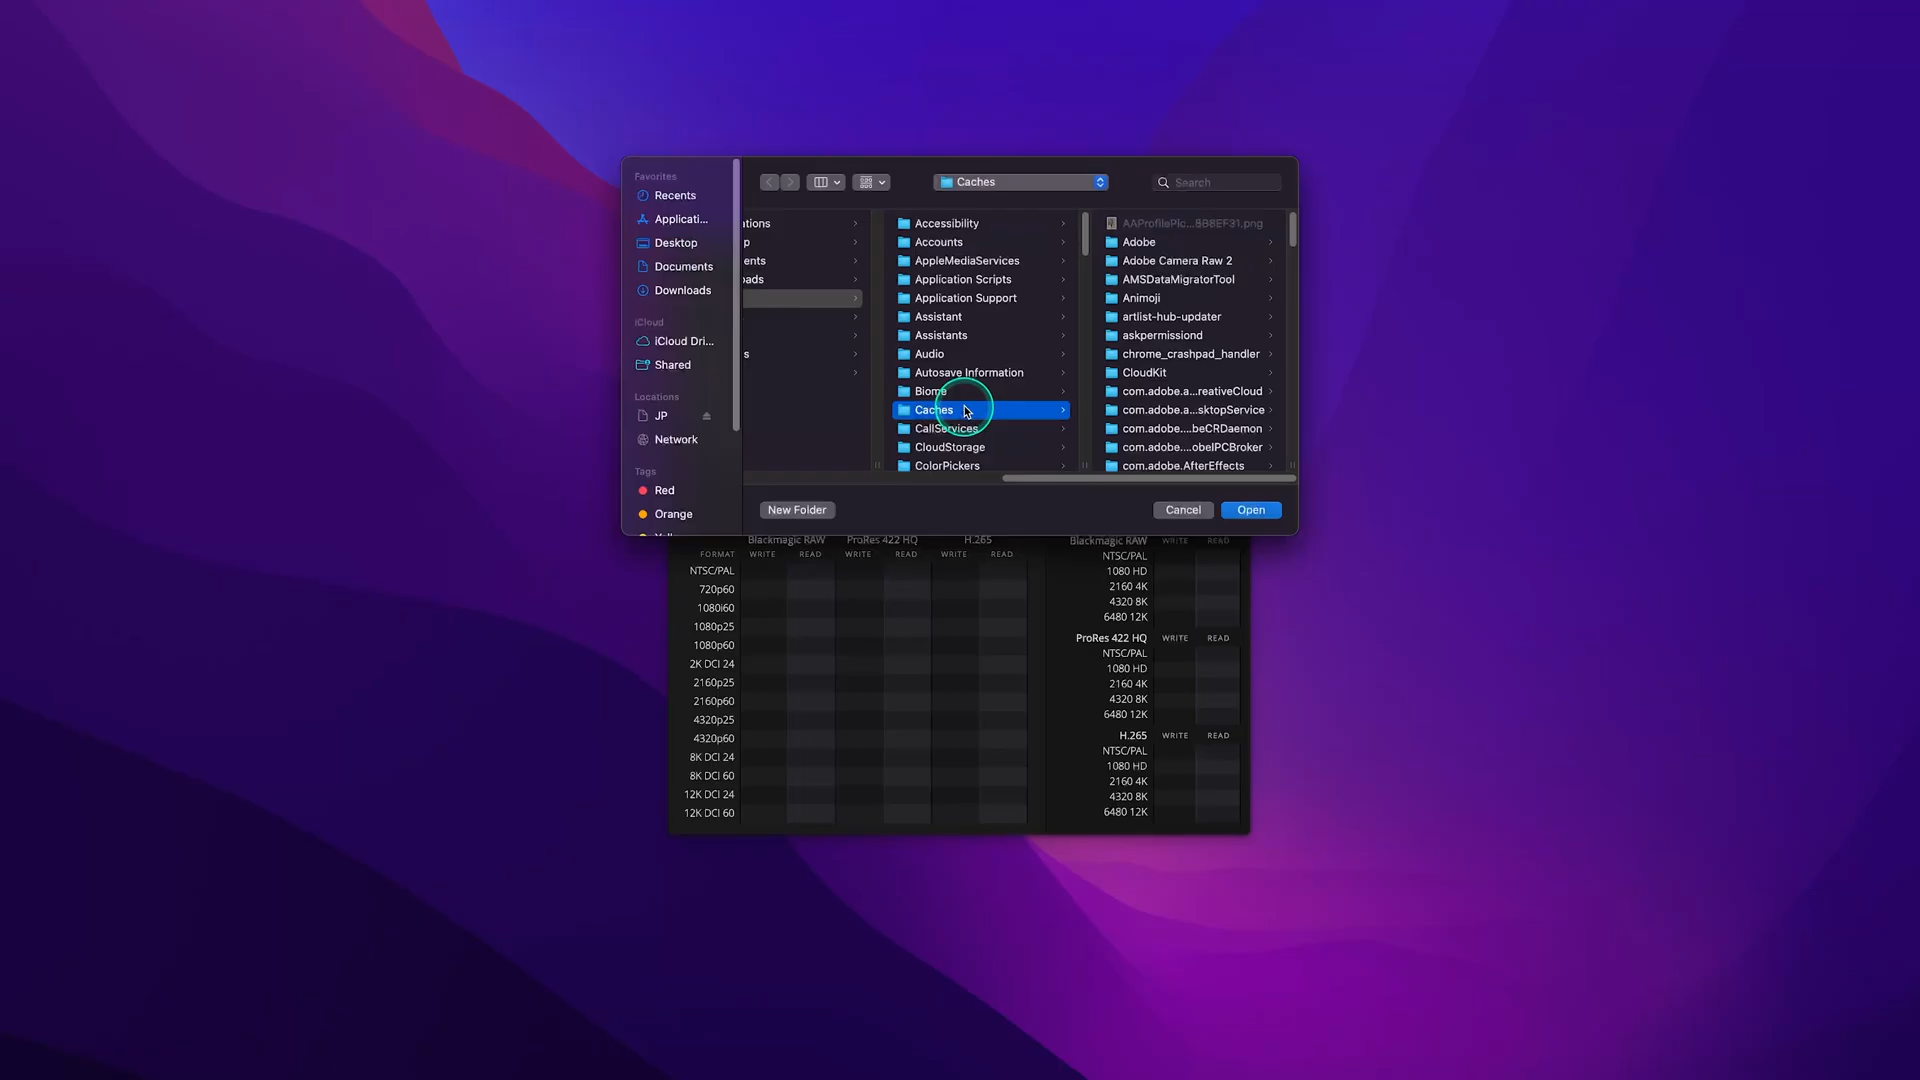 Favorites
Recents
Applicati...
Desktop
Documents
Downloads
iCloud
iCloud Dri...
Shared
Locations
JP
Network
Tags
Red
Orange
Caches
Search
ations
p
ents
oads
s
Accessibility
Accounts
AppleMediaServices
Application Scripts
Application Support
Assistant
Assistants
Audio
Autosave Information
Biome
Caches
CallServices
CloudStorage
ColorPickers
AAProfilePic...8B8EF31.png
Adobe
Adobe Camera Raw 2
AMSDataMigratorTool
Animoji
artlist-hub-updater
askpermissiond
chrome_crashpad_handler
CloudKit
com.adobe.a...reativeCloud
com.adobe.a...sktopService
com.adobe....beCRDaemon
com.adobe....obeIPCBroker
com.adobe.AfterEffects
New Folder
Cancel
Open
Blackmagic RAW ProRes 422 HQ H.265
FORMAT WRITE READ WRITE READ WRITE READ
NTSC/PAL
720p60
1080i60
1080p25
1080p60
2K DCI 24
2160p25
2160p60
4320p25
4320p60
8K DCI 24
8K DCI 60
12K DCI 24
12K DCI 60
Blackmagic RAW WRITE READ
NTSC/PAL
1080 HD
2160 4K
4320 8K
6480 12K
ProRes 422 HQ WRITE READ
NTSC/PAL
1080 HD
2160 4K
4320 8K
6480 12K
H.265 WRITE READ
NTSC/PAL
1080 HD
2160 4K
4320 8K
6480 12K